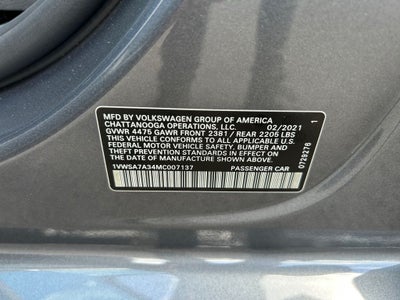 MFD BY VOLKSWAGEN GROUP OF AMERICA
CHATTANOOGA OPERATIONS, LLC. 02/2021
GVWR 4475 GAWR FRONT 2381 / REAR 2205 LBS
THIS VEHICLE CONFORMS TO ALL APPLICABLE U.S.
FEDERAL MOTOR VEHICLE SAFETY, BUMPER AND
THEFT PREVENTION STANDARDS IN EFFECT ON THE
DATE OF MANUFACTURE SHOWN ABOVE.
1VWSA7A34MC007137 PASSENGER CAR
0729278 1